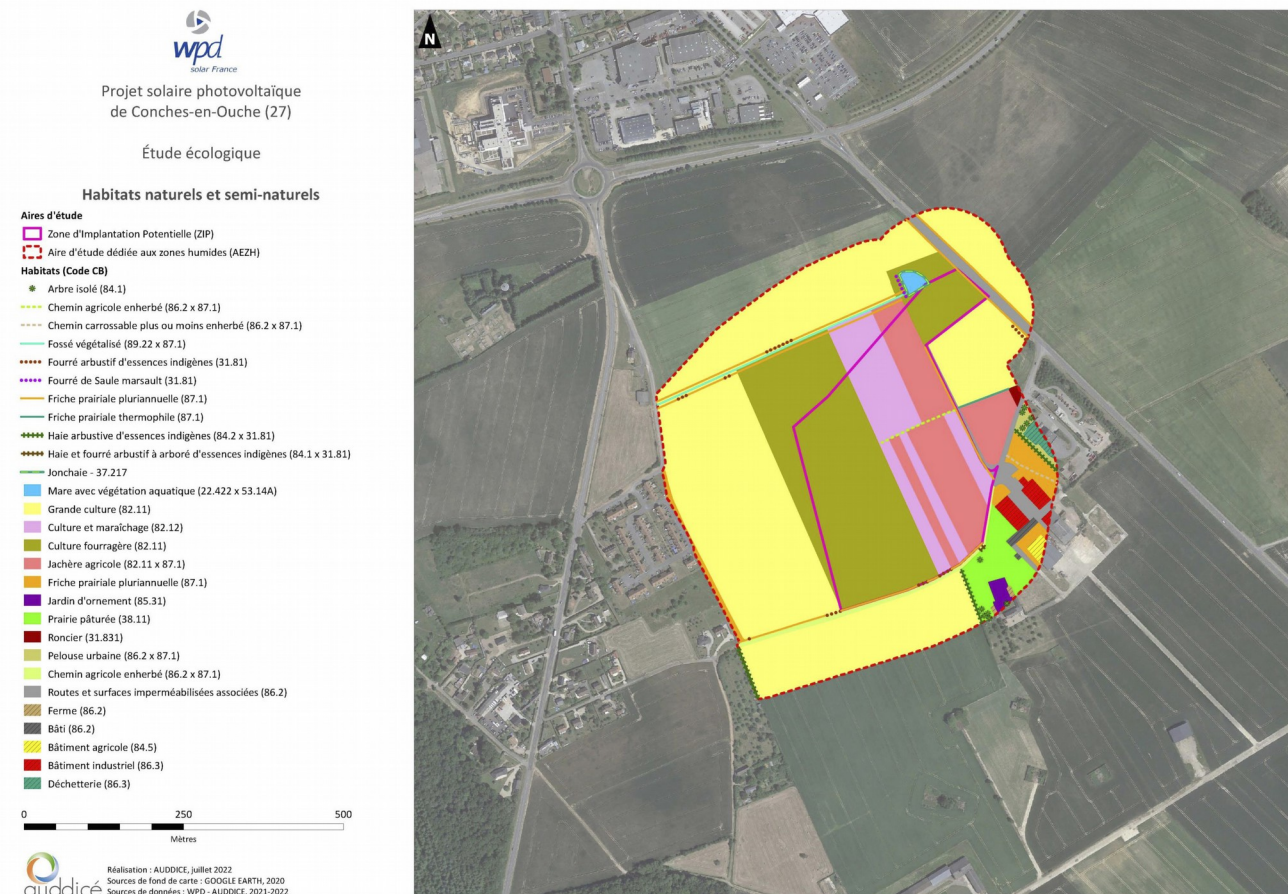 wpd
solar France
Projet solaire photovoltaïque
de Conches-en-Ouche (27)
Étude écologique
Habitats naturels et semi-naturels
Aires d'étude
Zone d'Implantation Potentielle (ZIP)
Aire d'étude dédiée aux zones humides (AEZH)
Habitats (Code CB)
Arbre isolé (84.1)
Chemin agricole enherbé (86.2 x 87.1)
Chemin carrossable plus ou moins enherbé (86.2 x 87.1)
Fossé végétalisé (89.22 x 87.1)
Fourré arbustif d'essences indigènes (31.81)
Fourré de Saule marsault (31.81)
Friche prairiale pluriannuelle (87.1)
Friche prairiale thermophile (87.1)
Haie arbustive d'essences indigènes (84.2 x 31.81)
Haie et fourré arbustif à arboré d'essences indigènes (84.1 x 31.81)
Jonchaie - 37.217
Mare avec végétation aquatique (22.422 x 53.14A)
Grande culture (82.11)
Culture et maraîchage (82.12)
Culture fourragère (82.11)
Jachère agricole (82.11 x 87.1)
Friche prairiale pluriannuelle (87.1)
Jardin d'ornement (85.31)
Prairie pâturée (38.11)
Roncier (31.831)
Pelouse urbaine (86.2 x 87.1)
Chemin agricole enherbé (86.2 x 87.1)
Routes et surfaces imperméabilisées associées (86.2)
Ferme (86.2)
Bâti (86.2)
Bâtiment agricole (84.5)
Bâtiment industriel (86.3)
Déchetterie (86.3)
0 250 500
Mètres
auddicé
Réalisation : AUDDICE, juillet 2022
Sources de fond de carte : GOOGLE EARTH, 2020
Sources de données : WPD - AUDDICE, 2021-2022
N